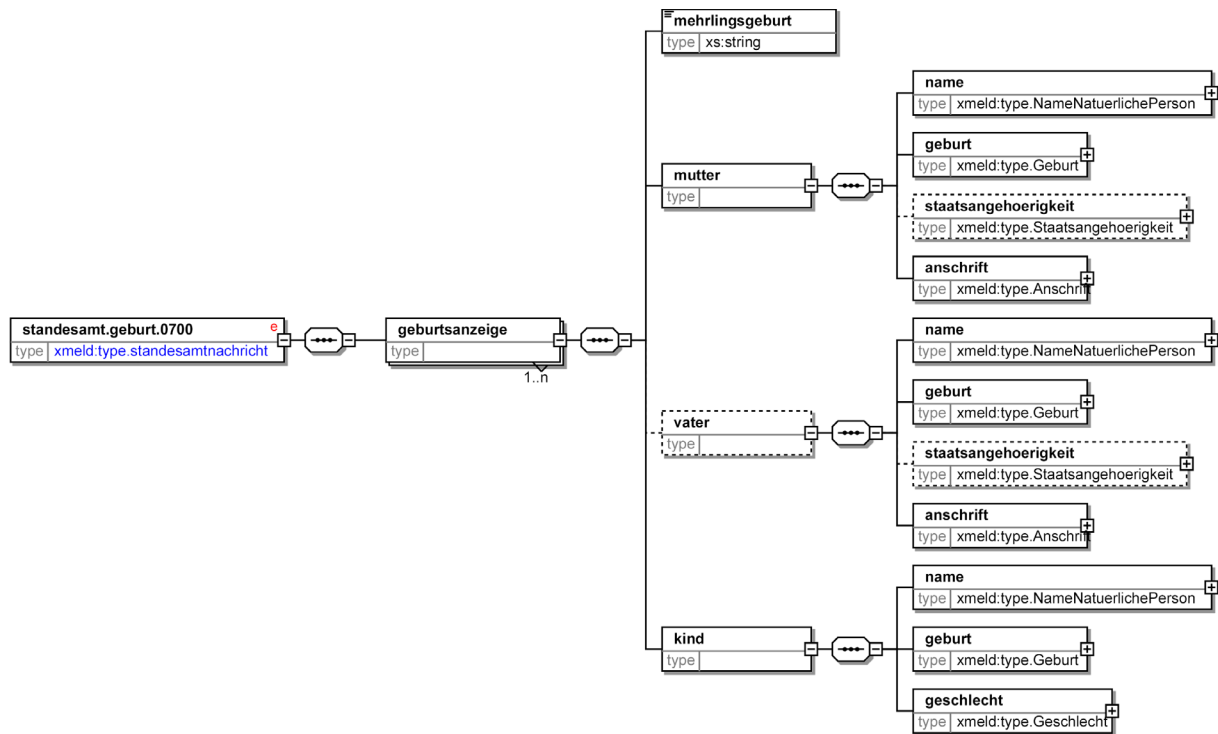 mehrlingsgeburt
type xs:string
name
type xmeld:type.NameNatuerlichePerson
geburt
type xmeld:type.Geburt
mutter
type
staatsangehoerigkeit
type xmeld:type.Staatsangehoerigkeit
anschrift
type xmeld:type.Anschrift
standesamt.geburt.0700 e
type xmeld:type.standesamtnachricht
geburtsanzeige
type
1..n
name
type xmeld:type.NameNatuerlichePerson
geburt
type xmeld:type.Geburt
vater
type
staatsangehoerigkeit
type xmeld:type.Staatsangehoerigkeit
anschrift
type xmeld:type.Anschrift
name
type xmeld:type.NameNatuerlichePerson
kind
type
geburt
type xmeld:type.Geburt
geschlecht
type xmeld:type.Geschlecht